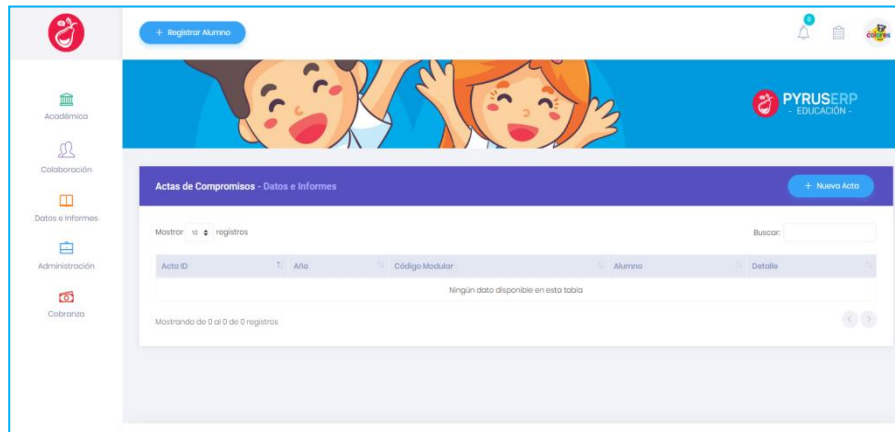 + Registrar Alumno
0
colores
PYRUSERP
- EDUCACIÓN -
Académica
Colaboración
Datos e Informes
Administración
Cobranza
Actas de Compromisos - Datos e Informes
+ Nueva Acta
Mostrar 10 registros
Buscar:
Acta ID Año Código Modular Alumno Detalle
Ningún dato disponible en esta tabla
Mostrando de 0 al 0 de 0 registros